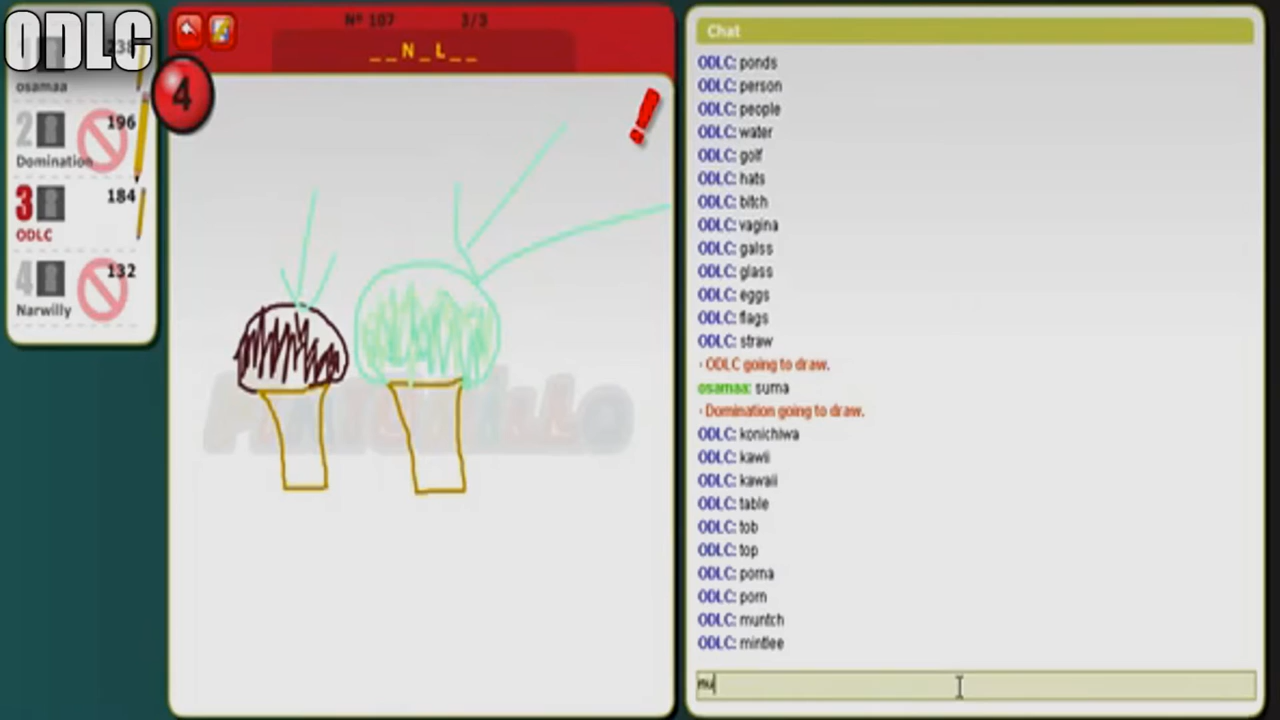 ODLC
238
osamaa
2
196
Domination
3
184
ODLC
4
132
Narwilly
Nº 107 3/3
_ _ N _ L _ _
4
Chat
ODLC: ponds
ODLC: person
ODLC: people
ODLC: water
ODLC: golf
ODLC: hats
ODLC: bitch
ODLC: vagina
ODLC: galss
ODLC: glass
ODLC: eggs
ODLC: flags
ODLC: straw
· ODLC going to draw.
osamaa: suma
· Domination going to draw.
ODLC: konichiwa
ODLC: kawii
ODLC: kawaii
ODLC: table
ODLC: tob
ODLC: top
ODLC: porna
ODLC: porn
ODLC: muntch
ODLC: mintlee
mu